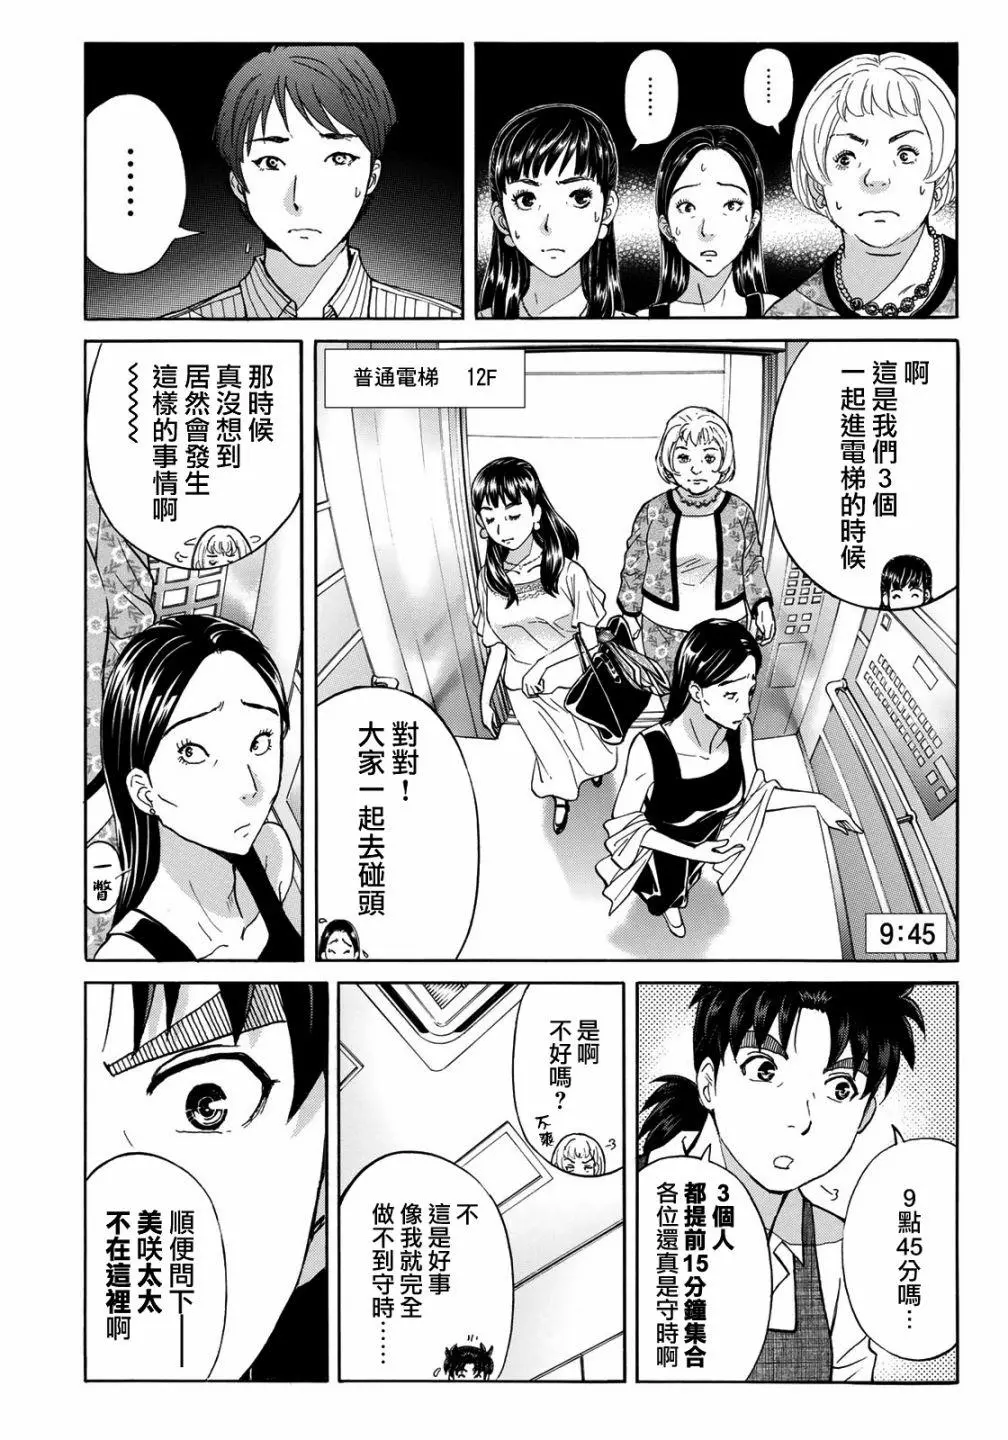 ……
……
……
啊
這是我們3個
一起進電梯的時候
普通電梯 12F
對對！
大家一起去碰頭
9:45
那時候
真沒想到
居然會發生
這樣的事情啊
一瞥
9點
45分嗎…
3個人
都提前15分鐘集合
各位還真是守時啊
是啊
不好嗎？
不爽
不
這是好事
像我就完全
做不到守時……
順便問下——
美咲太太
不在這裡啊